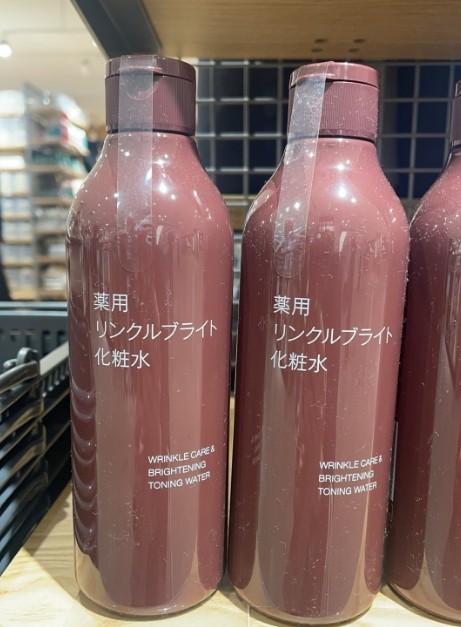 薬用
リンクルブライト
化粧水
WRINKLE CARE &
BRIGHTENING
TONING WATER
薬用
リンクルブライト
化粧水
WRINKLE CARE &
BRIGHTENING
TONING WATER